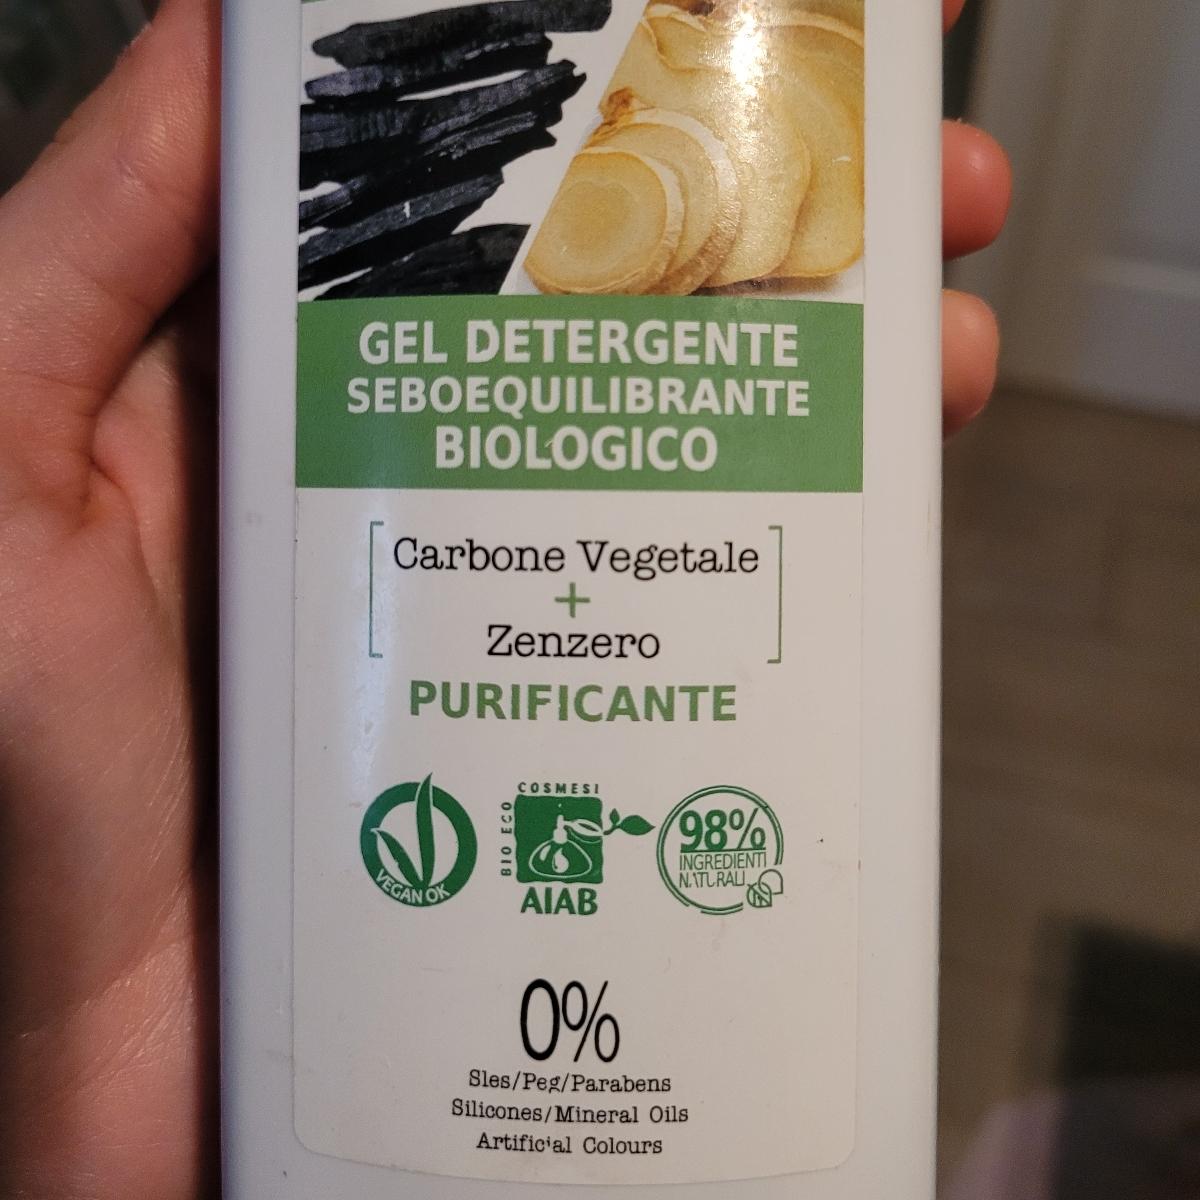 GEL DETERGENTE
SEBOEQUILIBRANTE
BIOLOGICO
Carbone Vegetale
+
Zenzero
PURIFICANTE
VEGAN OK
BIO ECO
COSMESI
AIAB
98%
INGREDIENTI
NATURALI
0%
Sles/Peg/Parabens
Silicones/Mineral Oils
Artificial Colours